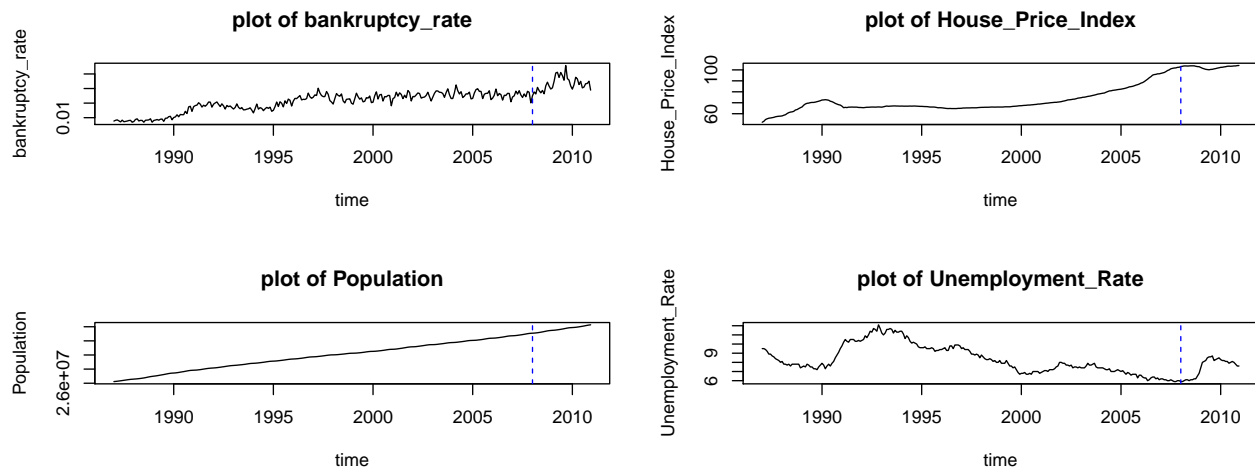 plot of bankruptcy_rate
bankruptcy_rate
0.01
1990 1995 2000 2005 2010
time
plot of House_Price_Index
House_Price_Index
60 100
1990 1995 2000 2005 2010
time
plot of Population
Population
2.6e+07
1990 1995 2000 2005 2010
time
plot of Unemployment_Rate
Unemployment_Rate
6 9
1990 1995 2000 2005 2010
time